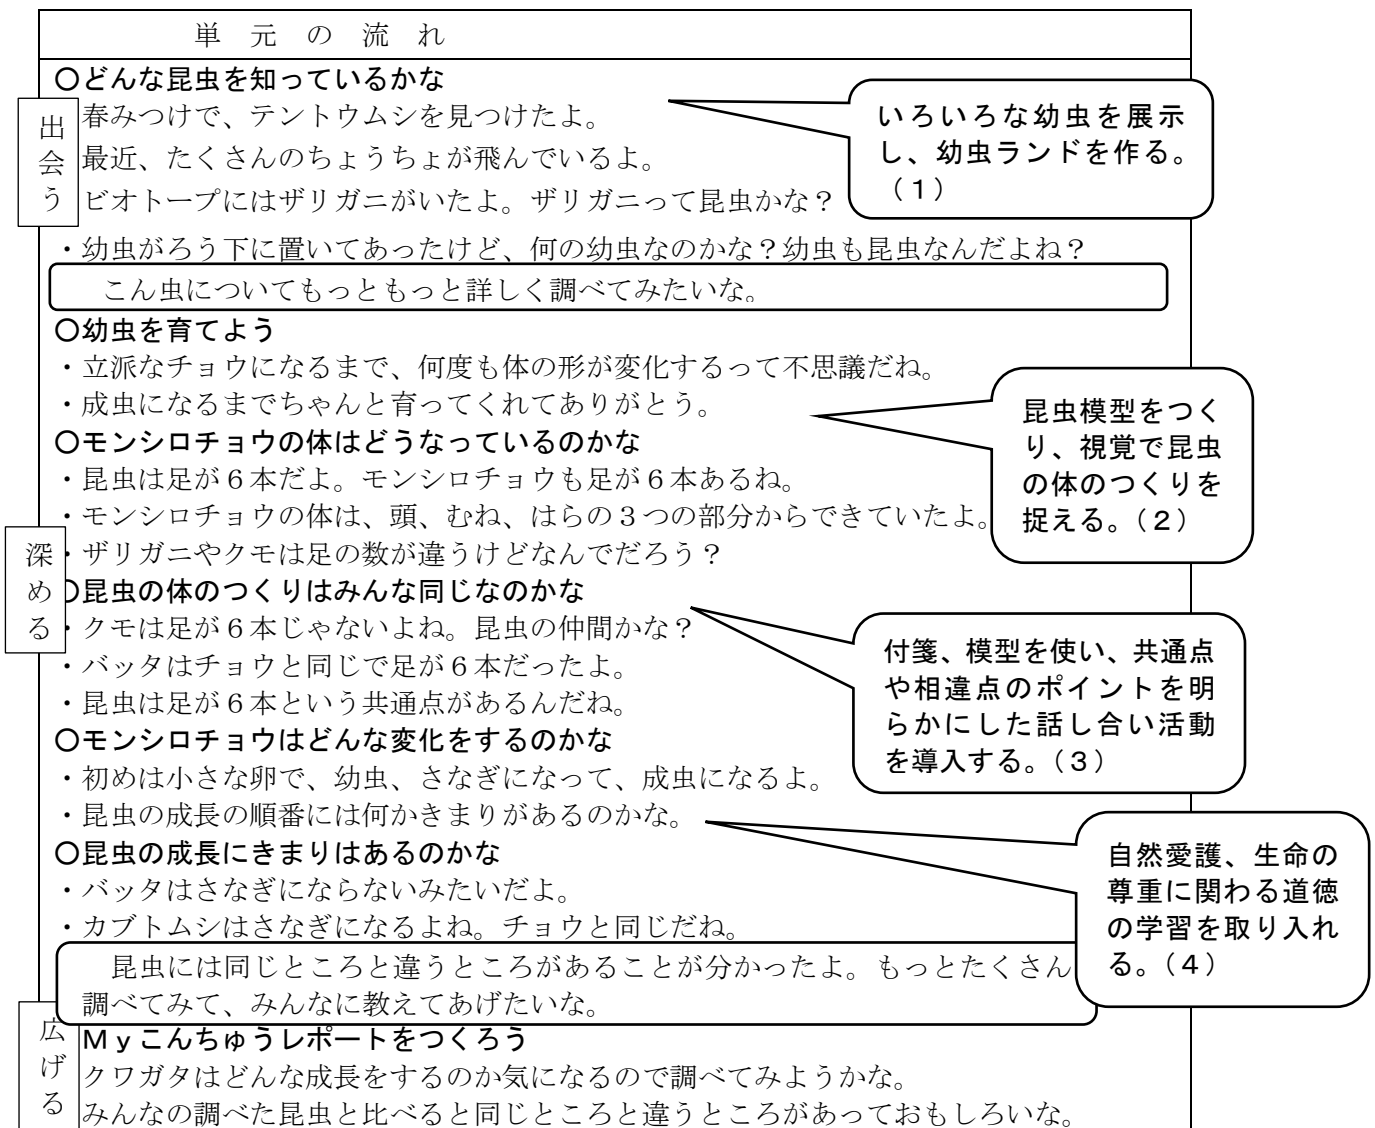 単元の流れ
〇どんな昆虫を知っているかな
春みつけで、テントウムシを見つけたよ。
最近、たくさんのちょうちょが飛んでいるよ。
ビオトープにはザリガニがいたよ。ザリガニって昆虫かな？
・幼虫がろう下に置いてあったけど、何の幼虫なのかな？幼虫も昆虫なんだよね？
出会う
いろいろな幼虫を展示
し、幼虫ランドを作る。
（１）
こん虫についてもっともっと詳しく調べてみたいな。
〇幼虫を育てよう
・立派なチョウになるまで、何度も体の形が変化するって不思議だね。
・成虫になるまでちゃんと育ってくれてありがとう。
〇モンシロチョウの体はどうなっているのかな
・昆虫は足が６本だよ。モンシロチョウも足が６本あるね。
・モンシロチョウの体は、頭、むね、はらの３つの部分からできていたよ。
・ザリガニやクモは足の数が違うけどなんでだろう？
昆虫模型をつく
り、視覚で昆虫
の体のつくりを
捉える。（２）
深める
〇昆虫の体のつくりはみんな同じなのかな
・クモは足が６本じゃないよね。昆虫の仲間かな？
・バッタはチョウと同じで足が６本だったよ。
・昆虫は足が６本という共通点があるんだね。
付箋、模型を使い、共通点
や相違点のポイントを明
らかにした話し合い活動
を導入する。（３）
〇モンシロチョウはどんな変化をするのかな
・初めは小さな卵で、幼虫、さなぎになって、成虫になるよ。
・昆虫の成長の順番には何かきまりがあるのかな。
〇昆虫の成長にきまりはあるのかな
・バッタはさなぎにならないみたいだよ。
・カブトムシはさなぎになるよね。チョウと同じだね。
自然愛護、生命の
尊重に関わる道徳
の学習を取り入れ
る。（４）
昆虫には同じところと違うところがあることが分かったよ。もっとたくさん
調べてみて、みんなに教えてあげたいな。
広げる
Ｍｙこんちゅうレポートをつくろう
クワガタはどんな成長をするのか気になるので調べてみようかな。
みんなの調べた昆虫と比べると同じところと違うところがあっておもしろいな。